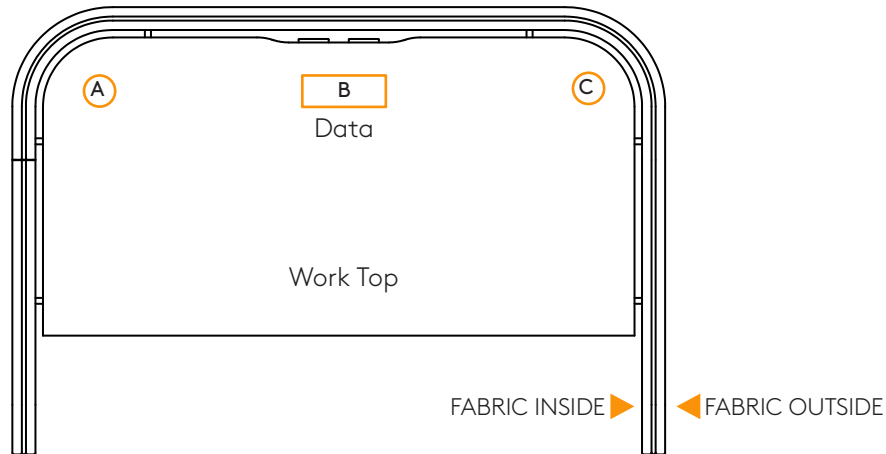 A
B
C
Data
Work Top
FABRIC INSIDE
FABRIC OUTSIDE